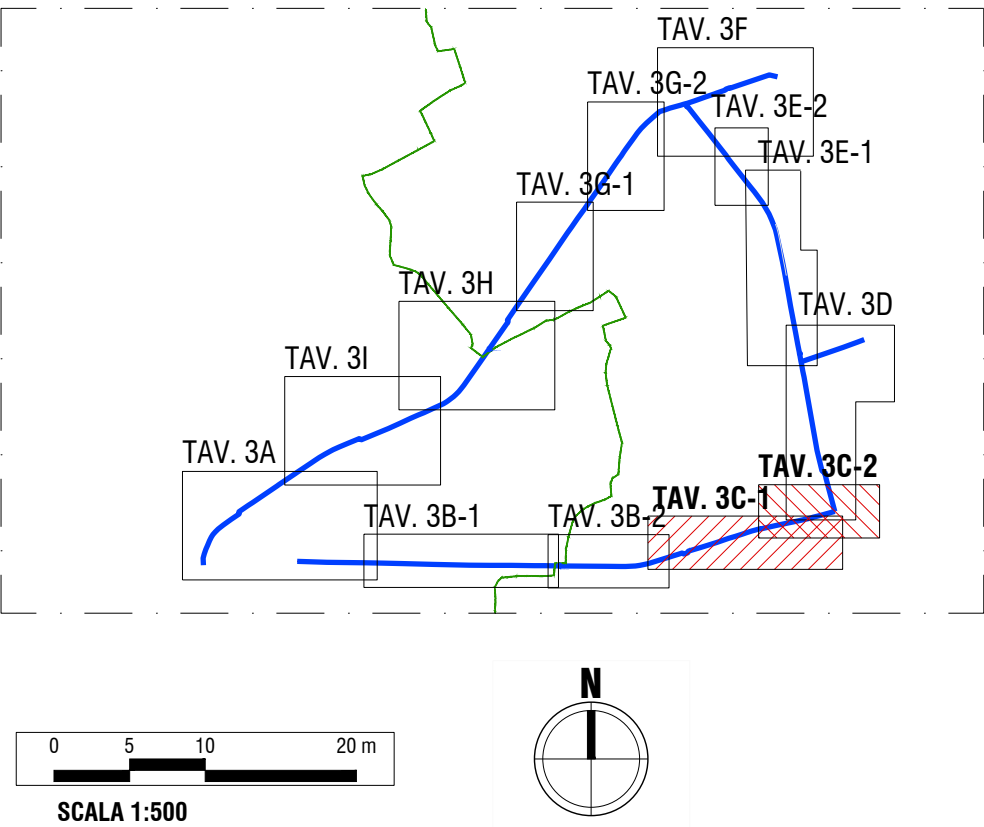 TAV. 3F
TAV. 3G-2
TAV. 3E-2
TAV. 3E-1
TAV. 3G-1
TAV. 3H
TAV. 3D
TAV. 3I
TAV. 3A
TAV. 3C-2
TAV. 3C-1
TAV. 3B-1
TAV. 3B-2
N
0 5 10 20 m
SCALA 1:500